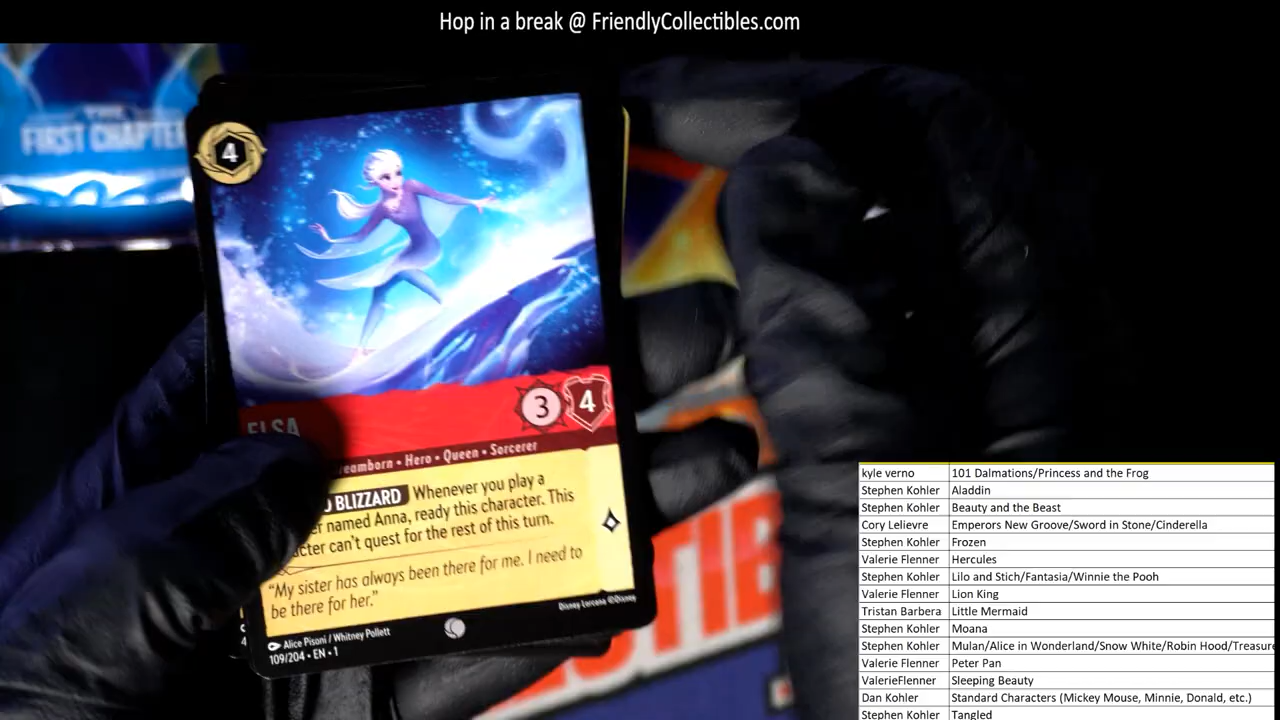 Hop in a break @ FriendlyCollectibles.com
THE
FIRST CHAPTER
4
ELSA
3
4
reamborn • Hero • Queen • Sorcerer
BLIZZARD Whenever you play a
named Anna, ready this character. This
can't quest for the rest of this turn.
"My sister has always been there for me. I need to
be there for her."
Disney Lorcana ©Disney
Alice Pisoni / Whitney Pollett
109/204 • EN • 1
kyle verno 101 Dalmations/Princess and the Frog
Stephen Kohler Aladdin
Stephen Kohler Beauty and the Beast
Cory Lelievre Emperors New Groove/Sword in Stone/Cinderella
Stephen Kohler Frozen
Valerie Flenner Hercules
Stephen Kohler Lilo and Stich/Fantasia/Winnie the Pooh
Valerie Flenner Lion King
Tristan Barbera Little Mermaid
Stephen Kohler Moana
Stephen Kohler Mulan/Alice in Wonderland/Snow White/Robin Hood/Treasure
Valerie Flenner Peter Pan
ValerieFlenner Sleeping Beauty
Dan Kohler Standard Characters (Mickey Mouse, Minnie, Donald, etc.)
Stephen Kohler Tangled